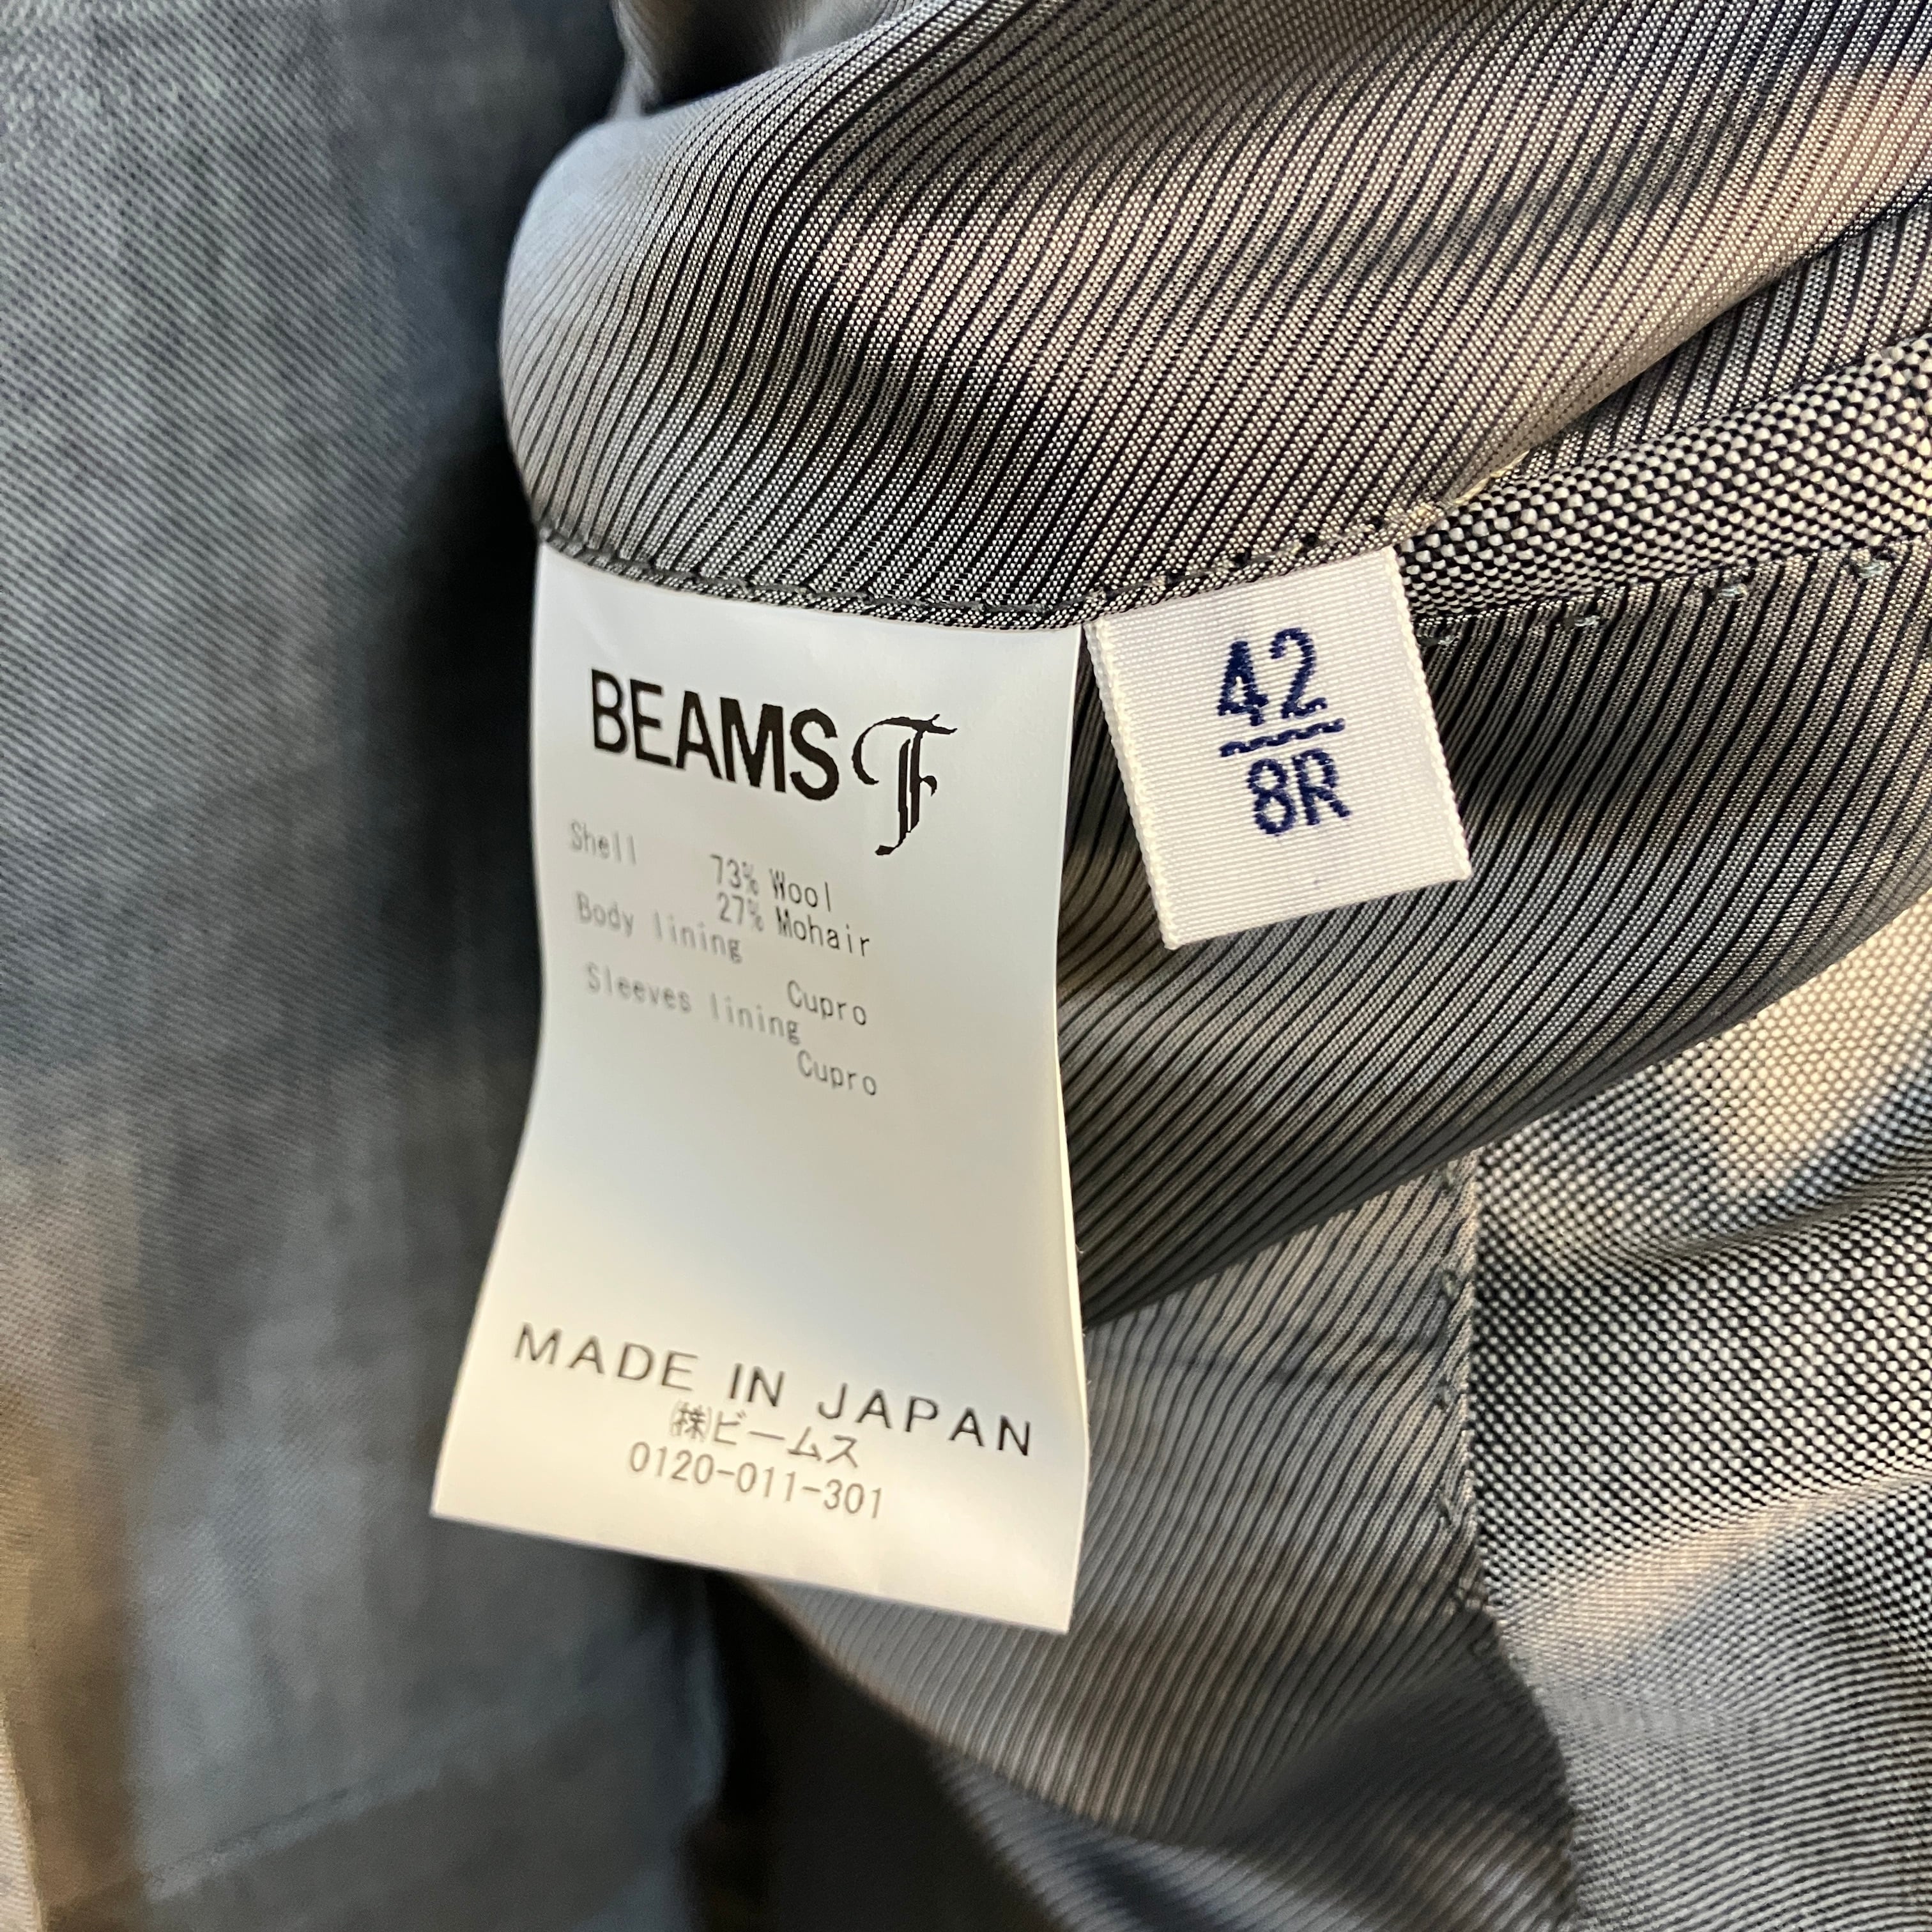 BEAMS F
Shell
73% Wool
27% Mohair
Body lining
Cupro
Sleeves lining
Cupro
MADE IN JAPAN
㈱ビームス
0120-011-301
42
8R